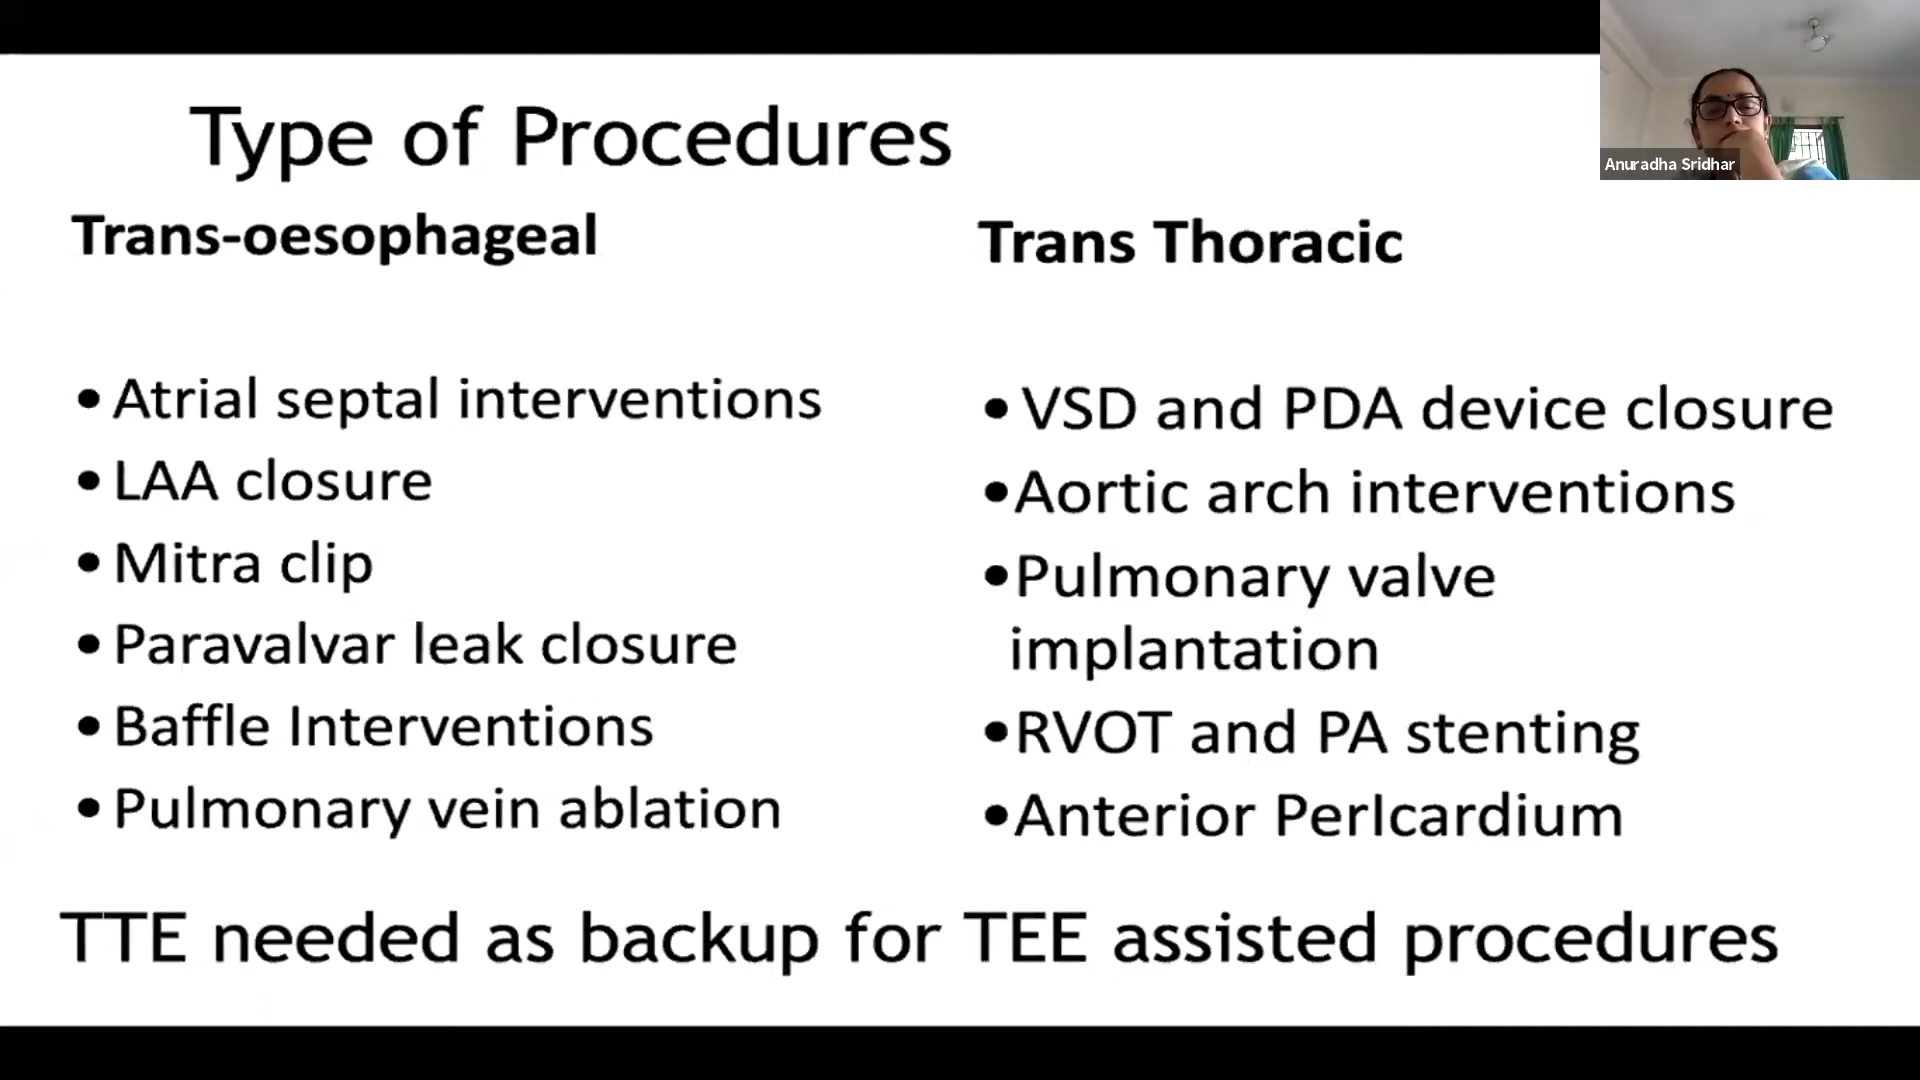 Type of Procedures
Anuradha Sridhar
Trans-oesophageal
• Atrial septal interventions
• LAA closure
• Mitra clip
• Paravalvar leak closure
• Baffle Interventions
• Pulmonary vein ablation
Trans Thoracic
• VSD and PDA device closure
•Aortic arch interventions
•Pulmonary valve
implantation
•RVOT and PA stenting
•Anterior PerIcardium
TTE needed as backup for TEE assisted procedures